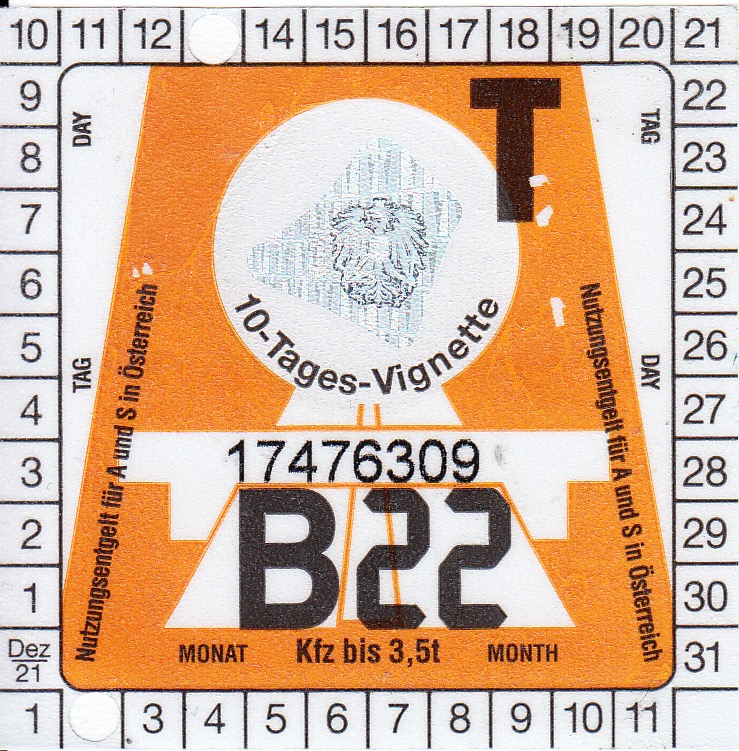 10 11 12 14 15 16 17 18 19 20 21
9 22
8 23
7 24
6 25
5 26
4 27
3 28
2 29
1 30
Dez 21 31
1 3 4 5 6 7 8 9 10 11
DAY
TAG
T
TAG
DAY
10-Tages-Vignette
Nutzungsentgelt für A und S in Österreich
Nutzungsentgelt für A und S in Österreich
17476309
B22
MONAT Kfz bis 3,5t MONTH